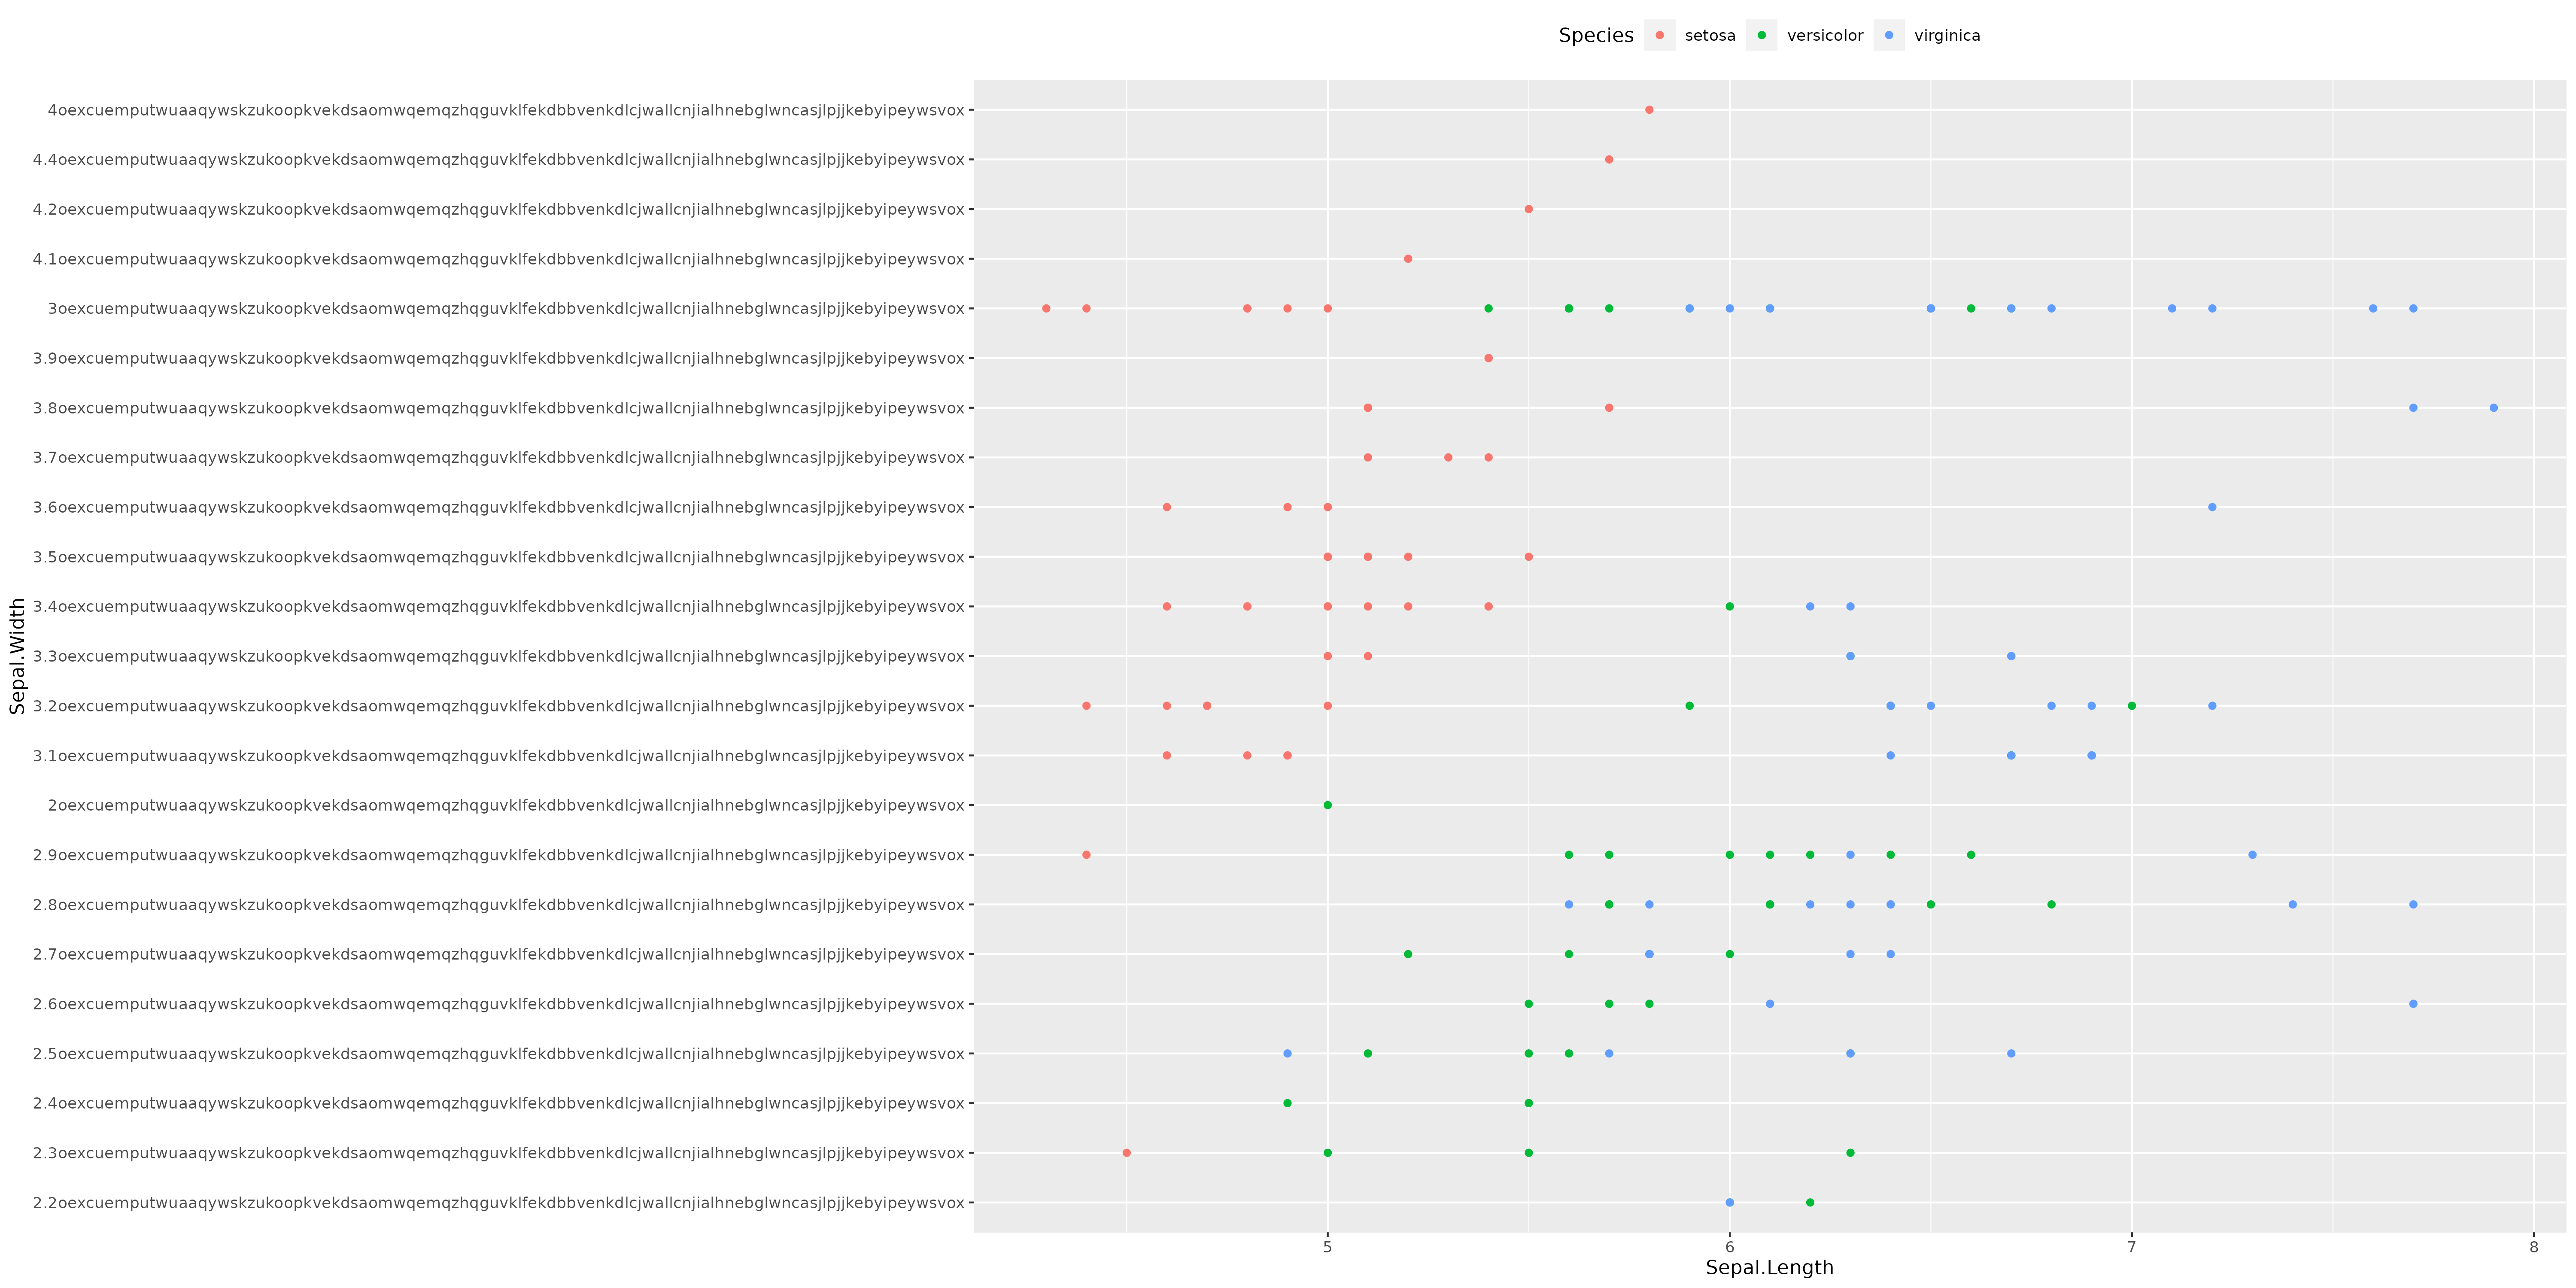 Species setosa versicolor virginica
4oexcuemputwuaaqywskzukoopkvekdsaomwqemqzhqguvklfekdbbvenkdlcjwallcnjialhnebglwncasjlpjjkebyipeywsvox
4.4oexcuemputwuaaqywskzukoopkvekdsaomwqemqzhqguvklfekdbbvenkdlcjwallcnjialhnebglwncasjlpjjkebyipeywsvox
4.2oexcuemputwuaaqywskzukoopkvekdsaomwqemqzhqguvklfekdbbvenkdlcjwallcnjialhnebglwncasjlpjjkebyipeywsvox
4.1oexcuemputwuaaqywskzukoopkvekdsaomwqemqzhqguvklfekdbbvenkdlcjwallcnjialhnebglwncasjlpjjkebyipeywsvox
3oexcuemputwuaaqywskzukoopkvekdsaomwqemqzhqguvklfekdbbvenkdlcjwallcnjialhnebglwncasjlpjjkebyipeywsvox
3.9oexcuemputwuaaqywskzukoopkvekdsaomwqemqzhqguvklfekdbbvenkdlcjwallcnjialhnebglwncasjlpjjkebyipeywsvox
3.8oexcuemputwuaaqywskzukoopkvekdsaomwqemqzhqguvklfekdbbvenkdlcjwallcnjialhnebglwncasjlpjjkebyipeywsvox
3.7oexcuemputwuaaqywskzukoopkvekdsaomwqemqzhqguvklfekdbbvenkdlcjwallcnjialhnebglwncasjlpjjkebyipeywsvox
3.6oexcuemputwuaaqywskzukoopkvekdsaomwqemqzhqguvklfekdbbvenkdlcjwallcnjialhnebglwncasjlpjjkebyipeywsvox
3.5oexcuemputwuaaqywskzukoopkvekdsaomwqemqzhqguvklfekdbbvenkdlcjwallcnjialhnebglwncasjlpjjkebyipeywsvox
3.4oexcuemputwuaaqywskzukoopkvekdsaomwqemqzhqguvklfekdbbvenkdlcjwallcnjialhnebglwncasjlpjjkebyipeywsvox
3.3oexcuemputwuaaqywskzukoopkvekdsaomwqemqzhqguvklfekdbbvenkdlcjwallcnjialhnebglwncasjlpjjkebyipeywsvox
3.2oexcuemputwuaaqywskzukoopkvekdsaomwqemqzhqguvklfekdbbvenkdlcjwallcnjialhnebglwncasjlpjjkebyipeywsvox
3.1oexcuemputwuaaqywskzukoopkvekdsaomwqemqzhqguvklfekdbbvenkdlcjwallcnjialhnebglwncasjlpjjkebyipeywsvox
2oexcuemputwuaaqywskzukoopkvekdsaomwqemqzhqguvklfekdbbvenkdlcjwallcnjialhnebglwncasjlpjjkebyipeywsvox
2.9oexcuemputwuaaqywskzukoopkvekdsaomwqemqzhqguvklfekdbbvenkdlcjwallcnjialhnebglwncasjlpjjkebyipeywsvox
2.8oexcuemputwuaaqywskzukoopkvekdsaomwqemqzhqguvklfekdbbvenkdlcjwallcnjialhnebglwncasjlpjjkebyipeywsvox
2.7oexcuemputwuaaqywskzukoopkvekdsaomwqemqzhqguvklfekdbbvenkdlcjwallcnjialhnebglwncasjlpjjkebyipeywsvox
2.6oexcuemputwuaaqywskzukoopkvekdsaomwqemqzhqguvklfekdbbvenkdlcjwallcnjialhnebglwncasjlpjjkebyipeywsvox
2.5oexcuemputwuaaqywskzukoopkvekdsaomwqemqzhqguvklfekdbbvenkdlcjwallcnjialhnebglwncasjlpjjkebyipeywsvox
2.4oexcuemputwuaaqywskzukoopkvekdsaomwqemqzhqguvklfekdbbvenkdlcjwallcnjialhnebglwncasjlpjjkebyipeywsvox
2.3oexcuemputwuaaqywskzukoopkvekdsaomwqemqzhqguvklfekdbbvenkdlcjwallcnjialhnebglwncasjlpjjkebyipeywsvox
2.2oexcuemputwuaaqywskzukoopkvekdsaomwqemqzhqguvklfekdbbvenkdlcjwallcnjialhnebglwncasjlpjjkebyipeywsvox
Sepal.Width
5 6 7 8
Sepal.Length